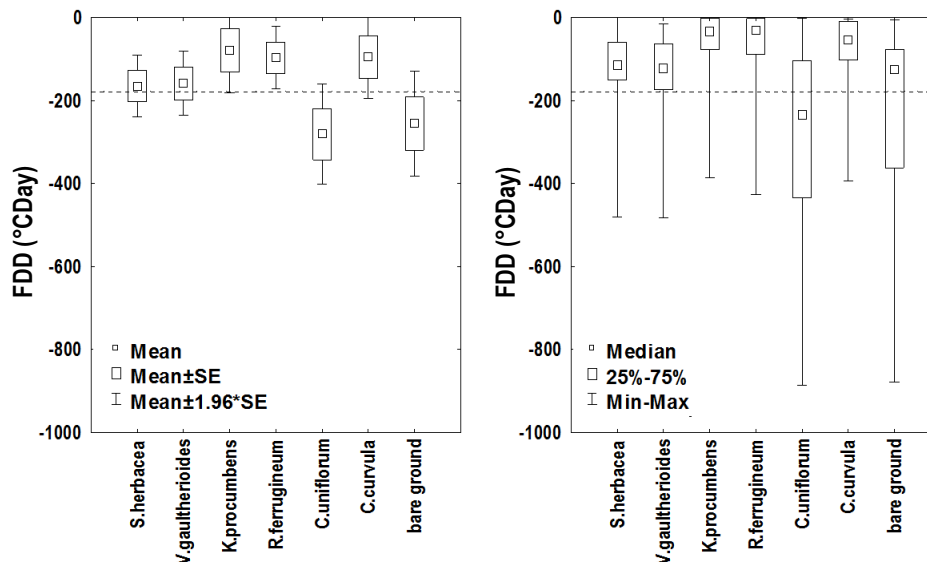 0
-200
-400
-600
-800
-1000
FDD (°CDay)
Mean
Mean±SE
Mean±1.96*SE
S.herbacea
V.gaultherioides
K.procumbens
R.ferrugineum
C.uniflorum
C.curvula
bare ground
0
-200
-400
-600
-800
-1000
FDD (°CDay)
Median
25%-75%
Min-Max
S.herbacea
V.gaultherioides
K.procumbens
R.ferrugineum
C.uniflorum
C.curvula
bare ground